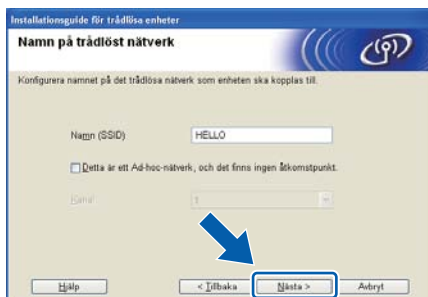 Installationsguide för trådlösa enheter
Namn på trådlöst nätverk
Konfigurera namnet på det trådlösa nätverk som enheten ska kopplas till.
Namn (SSID) HELLO
Detta är ett Ad-hoc-nätverk, och det finns ingen åtkomstpunkt.
Kanal 1
Hjälp < Tillbaka Nästa > Avbryt